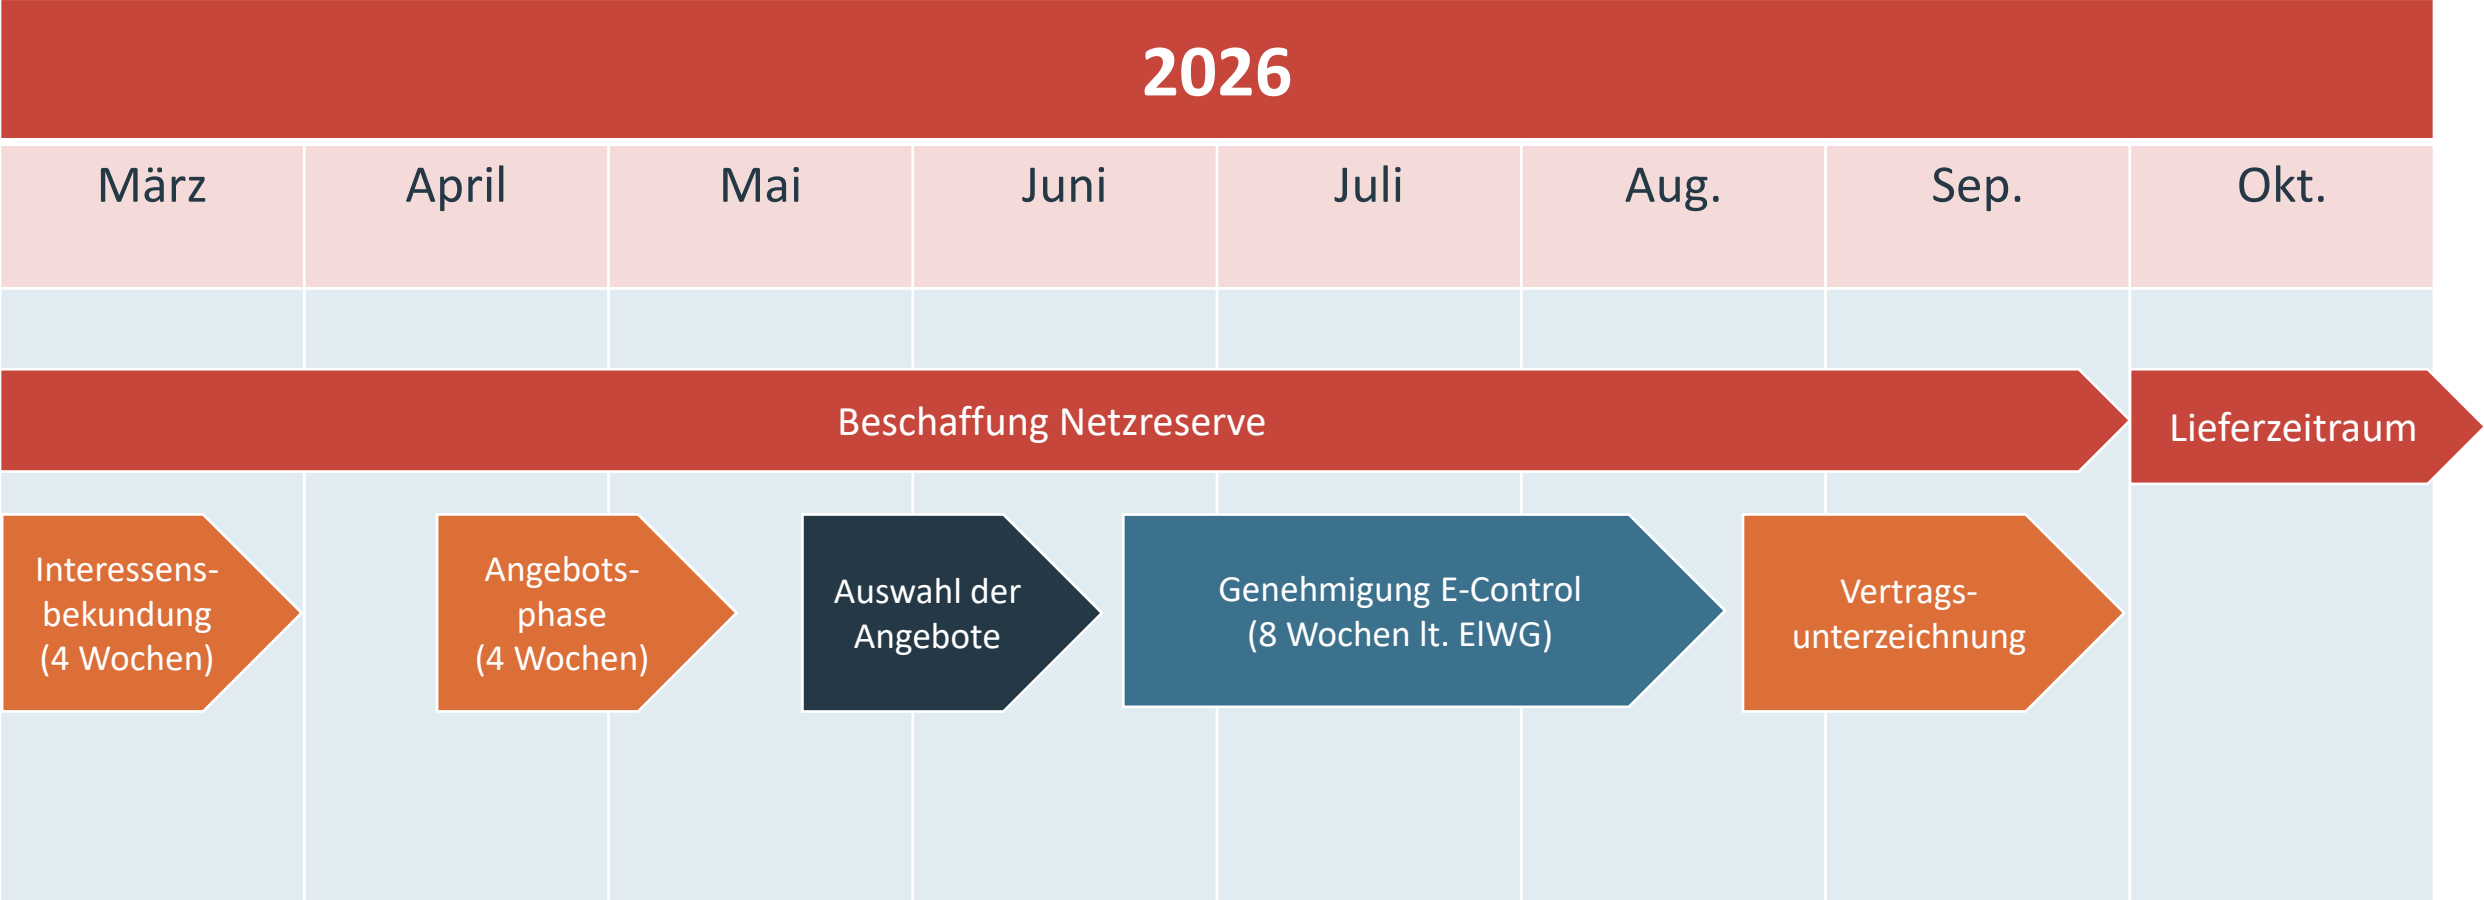 2026
März
April
Mai
Juni
Juli
Aug.
Sep.
Okt.
Beschaffung Netzreserve
Lieferzeitraum
Interessens-
bekundung
(4 Wochen)
Angebots-
phase
(4 Wochen)
Auswahl der
Angebote
Genehmigung E-Control
(8 Wochen lt. ElWG)
Vertrags-
unterzeichnung